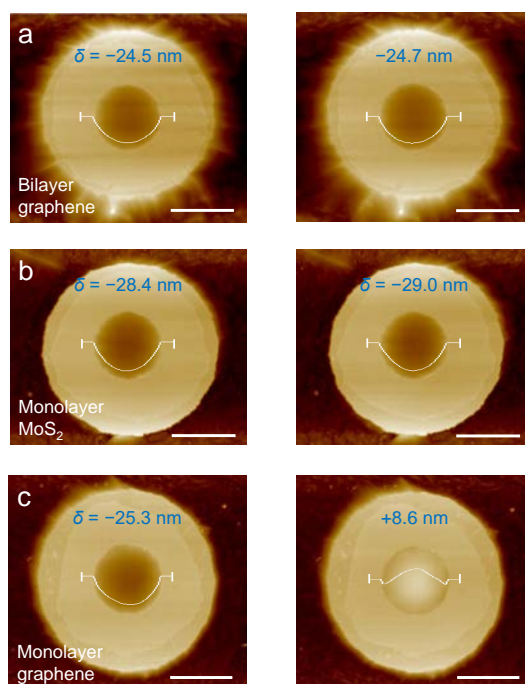 a
δ = −24.5 nm
−24.7 nm
Bilayer
graphene
b
δ = −28.4 nm
δ = −29.0 nm
Monolayer
MoS₂
c
δ = −25.3 nm
+8.6 nm
Monolayer
graphene